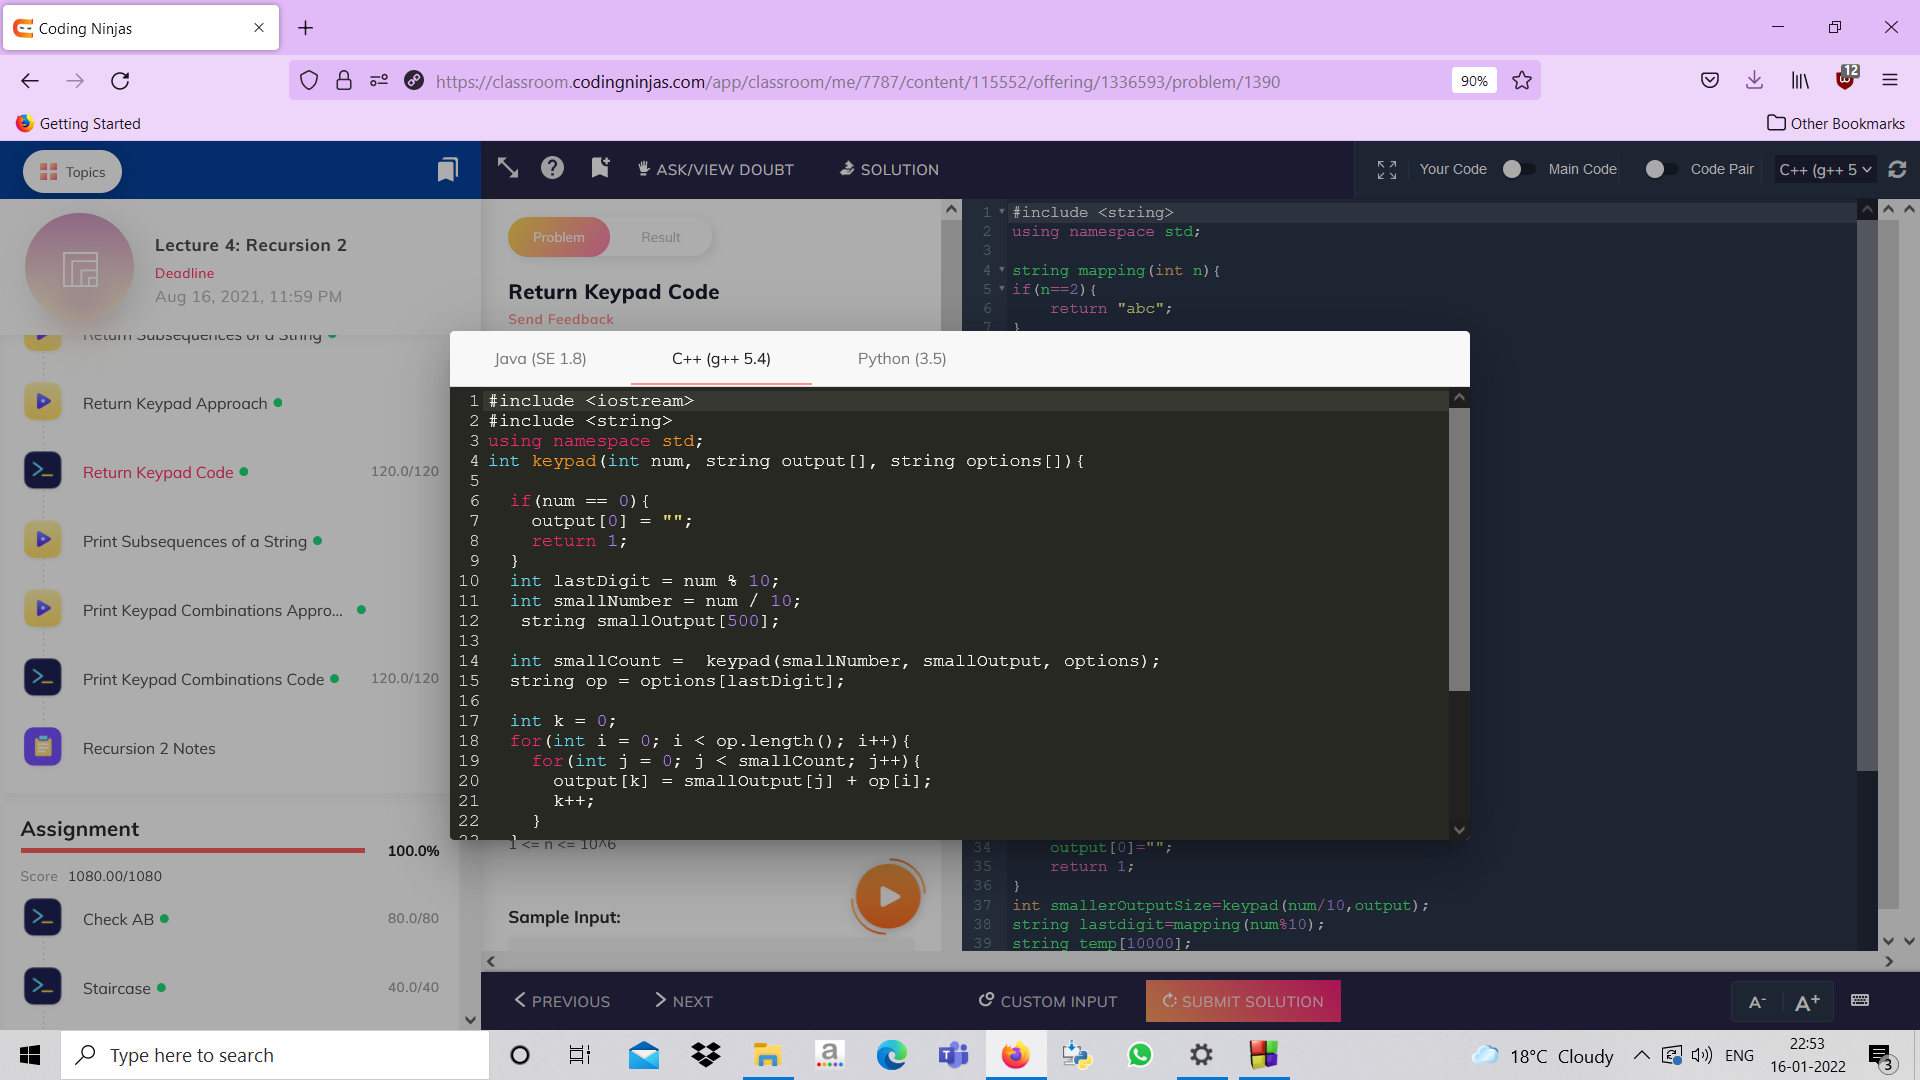 Coding Ninjas
https://classroom.codingninjas.com/app/classroom/me/7787/content/115552/offering/1336593/problem/1390
90%
12
Getting Started
Other Bookmarks
Topics
ASK/VIEW DOUBT
SOLUTION
Your Code
Main Code
Code Pair
C++ (g++ 5
Lecture 4: Recursion 2
Deadline
Aug 16, 2021, 11:59 PM
Return Subsequences of a String
Return Keypad Approach
Return Keypad Code
120.0/120
Print Subsequences of a String
Print Keypad Combinations Appro...
Print Keypad Combinations Code
120.0/120
Recursion 2 Notes
Assignment
100.0%
Score 1080.00/1080
Check AB
80.0/80
Staircase
40.0/40
Problem
Result
Return Keypad Code
Send Feedback
1 #include <string>
2 using namespace std;
3
4 string mapping(int n){
5 if(n==2){
6 return "abc";
7 }
Java (SE 1.8)
C++ (g++ 5.4)
Python (3.5)
1 #include <iostream>
2 #include <string>
3 using namespace std;
4 int keypad(int num, string output[], string options[]){
5
6 if(num == 0){
7 output[0] = "";
8 return 1;
9 }
10 int lastDigit = num % 10;
11 int smallNumber = num / 10;
12 string smallOutput[500];
13
14 int smallCount =  keypad(smallNumber, smallOutput, options);
15 string op = options[lastDigit];
16
17 int k = 0;
18 for(int i = 0; i < op.length(); i++){
19 for(int j = 0; j < smallCount; j++){
20 output[k] = smallOutput[j] + op[i];
21 k++;
22 }
23 }
1 <= n <= 10^6
Sample Input:
34 output[0]="";
35 return 1;
36 }
37 int smallerOutputSize=keypad(num/10,output);
38 string lastdigit=mapping(num%10);
39 string temp[10000];
PREVIOUS
NEXT
CUSTOM INPUT
SUBMIT SOLUTION
A-
A+
Type here to search
18°C Cloudy
ENG
22:53
16-01-2022
3